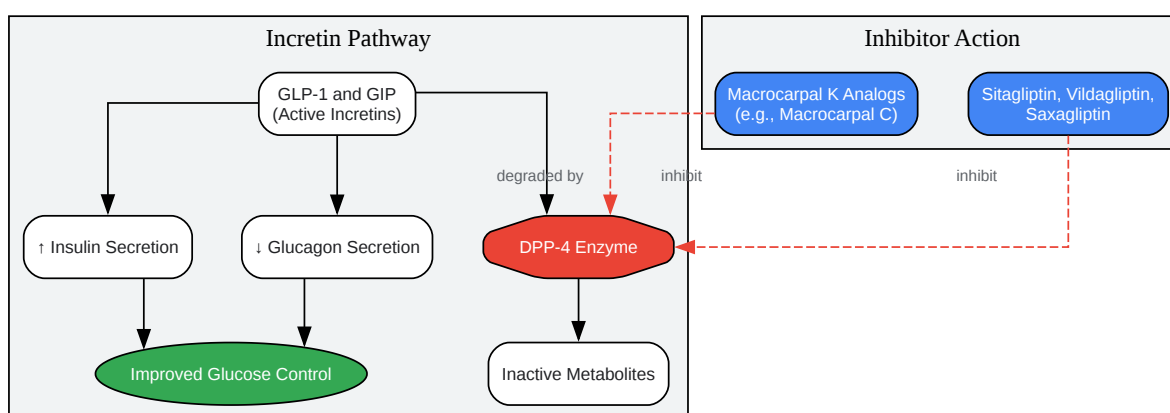 Incretin Pathway
Inhibitor Action
GLP-1 and GIP
(Active Incretins)
Macrocarpal K Analogs
(e.g., Macrocarpal C)
Sitagliptin, Vildagliptin,
Saxagliptin
degraded by
inhibit
inhibit
↑ Insulin Secretion
↓ Glucagon Secretion
DPP-4 Enzyme
Improved Glucose Control
Inactive Metabolites